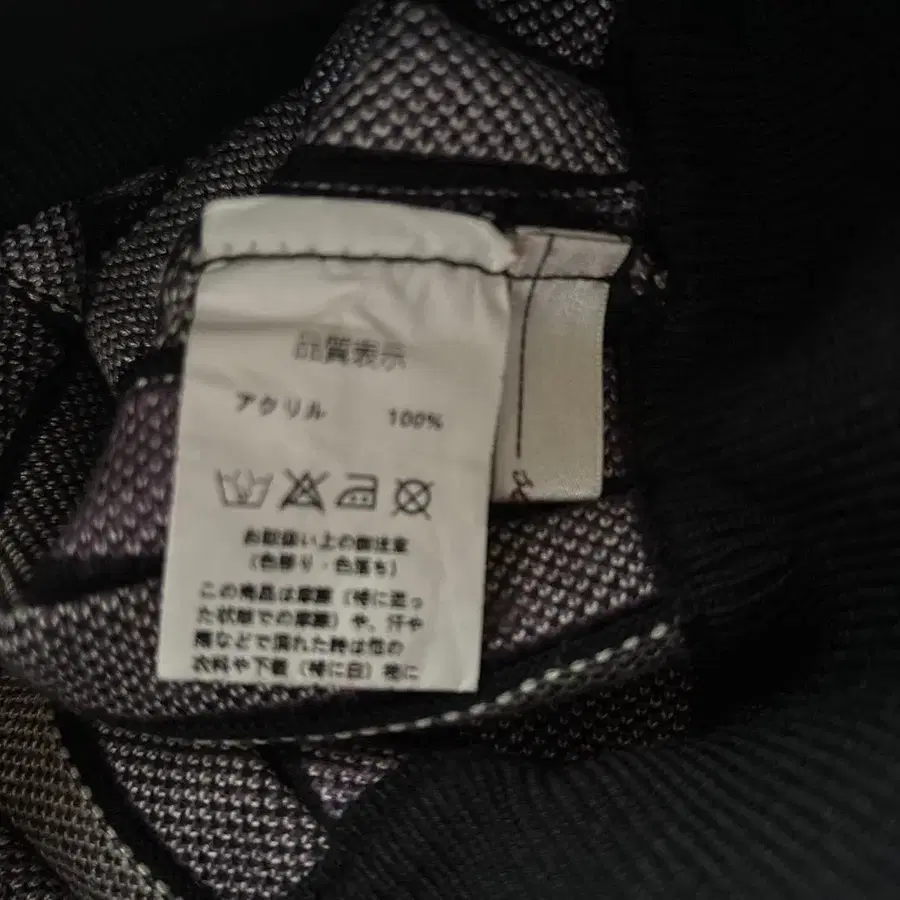 品質表示
アクリル 100%
お取扱い上の御注意
(色移り・色落ち)
この商品は摩擦 (特に湿っ
た状態での摩擦) や、汗や
雨などで濡れた時は他の
衣料や下着 (特に白) 他に